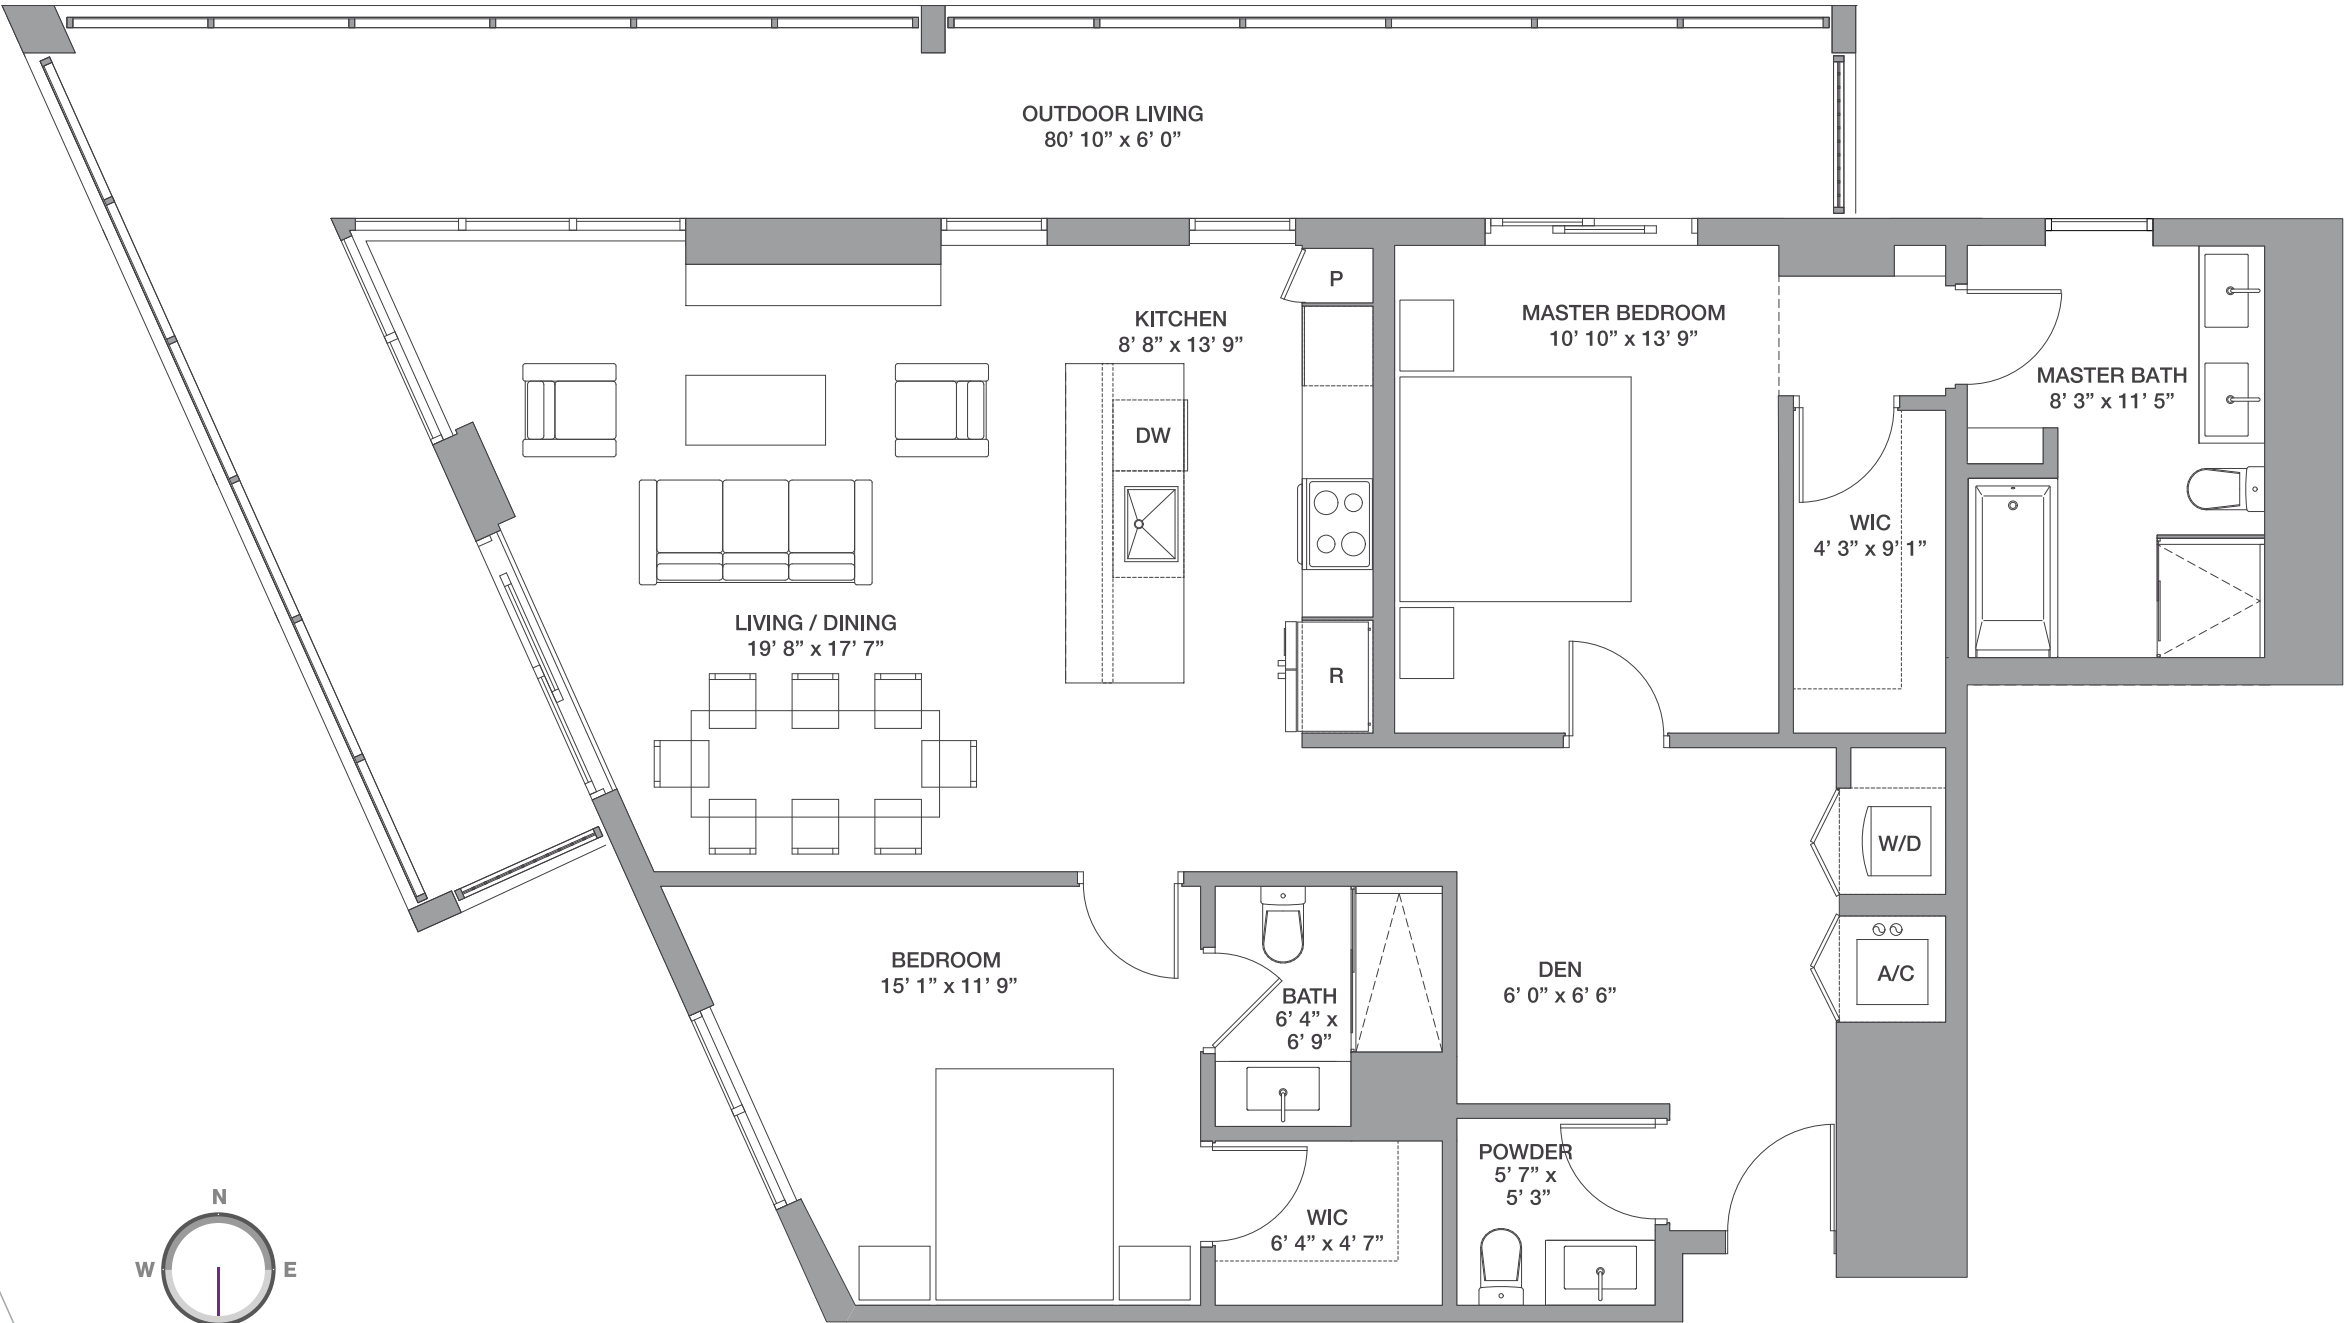 OUTDOOR LIVING
80’ 10” x 6’ 0”
P
KITCHEN
8’ 8” x 13’ 9”
MASTER BEDROOM
10’ 10” x 13’ 9”
MASTER BATH
8’ 3” x 11’ 5”
DW
WIC
4’ 3” x 9’ 1”
LIVING / DINING
19’ 8” x 17’ 7”
R
W/D
BEDROOM
15’ 1” x 11’ 9”
BATH
6’ 4” x
6’ 9”
DEN
6’ 0” x 6’ 6”
A/C
POWDER
5’ 7” x
5’ 3”
WIC
6’ 4” x 4’ 7”
N
W
E